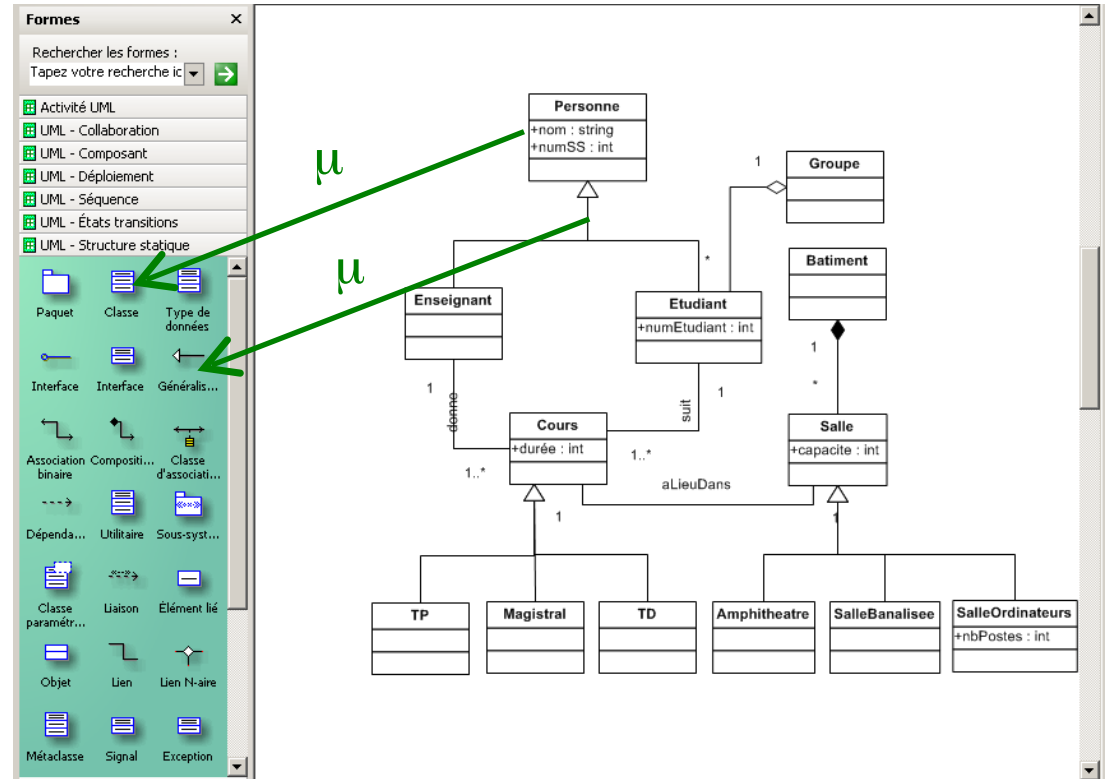 Formes
Rechercher les formes :
Tapez votre recherche ic
Activité UML
UML - Collaboration
UML - Composant
UML - Déploiement
UML - Séquence
UML - États transitions
UML - Structure statique
Paquet
Classe
Type de
données
Interface
Interface
Généralis...
Association
binaire
Compositi...
Classe
d'associati...
Dépenda...
Utilitaire
Sous-syst...
Classe
paramétr...
Liaison
Élément lié
Objet
Lien
Lien N-aire
Métaclasse
Signal
Exception
µ
µ
Personne
+nom : string
+numSS : int
1
Groupe
*
Batiment
Enseignant
Etudiant
+numEtudiant : int
1
*
1
donne
suit
1
Cours
+durée : int
1..*
1..*
Salle
+capacite : int
aLieuDans
1
1
TP
Magistral
TD
Amphitheatre
SalleBanalisee
SalleOrdinateurs
+nbPostes : int